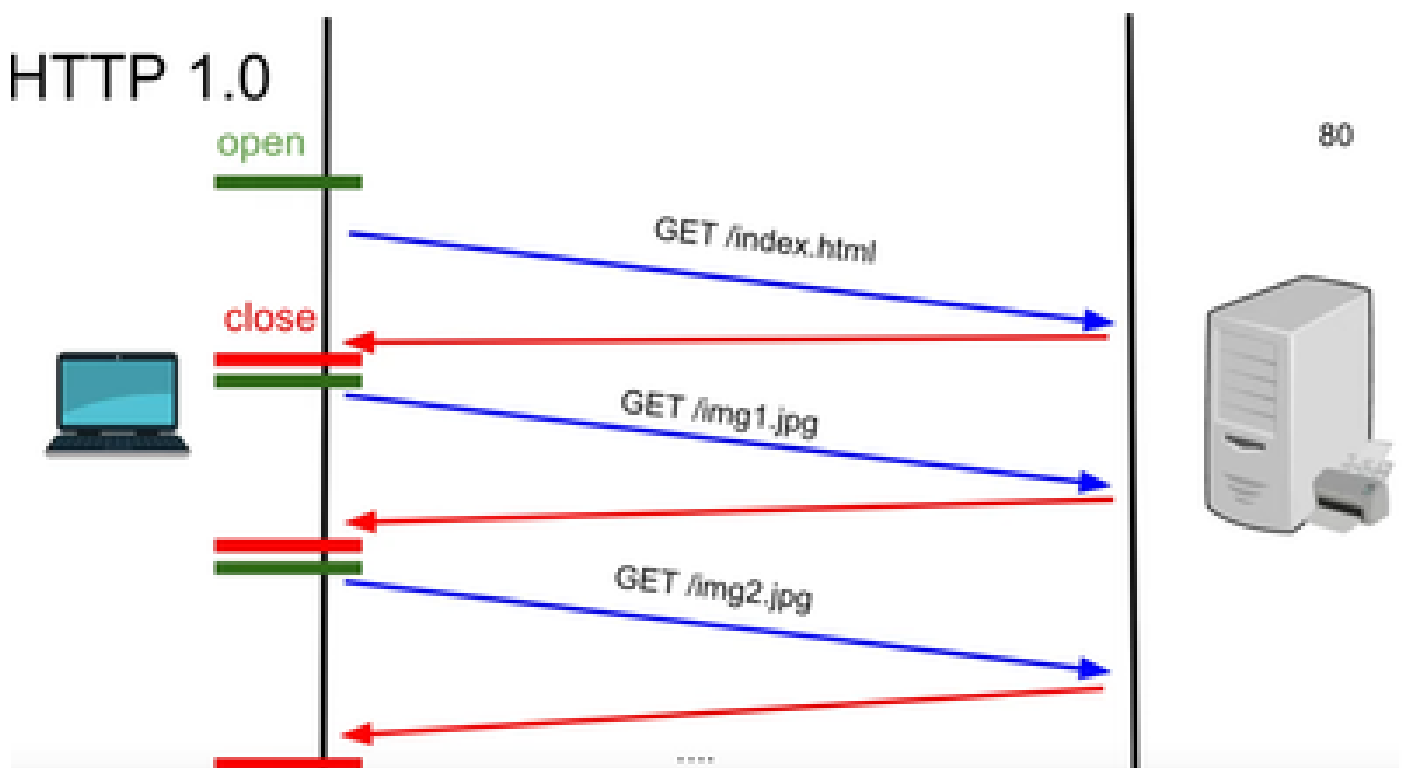 HTTP 1.0
open
80
GET /index.html
close
GET /img1.jpg
GET /img2.jpg
....